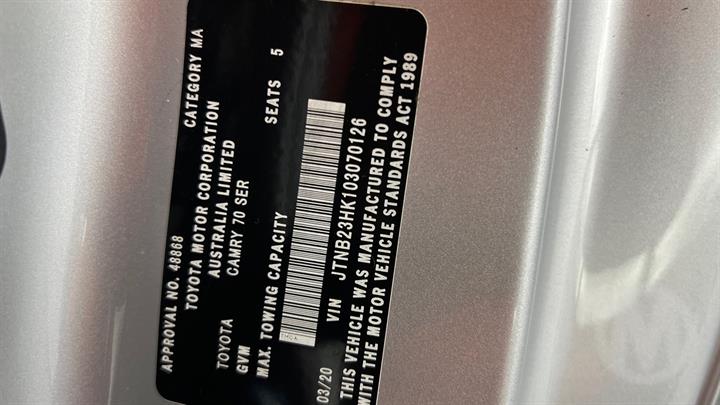 APPROVAL NO. 48868 CATEGORY MA
TOYOTA MOTOR CORPORATION
AUSTRALIA LIMITED
TOYOTA CAMRY 70 SER
GVM SEATS 5
MAX. TOWING CAPACITY
03/20 VIN JTNB23HK103070126
THIS VEHICLE WAS MANUFACTURED TO COMPLY
WITH THE MOTOR VEHICLE STANDARDS ACT 1989